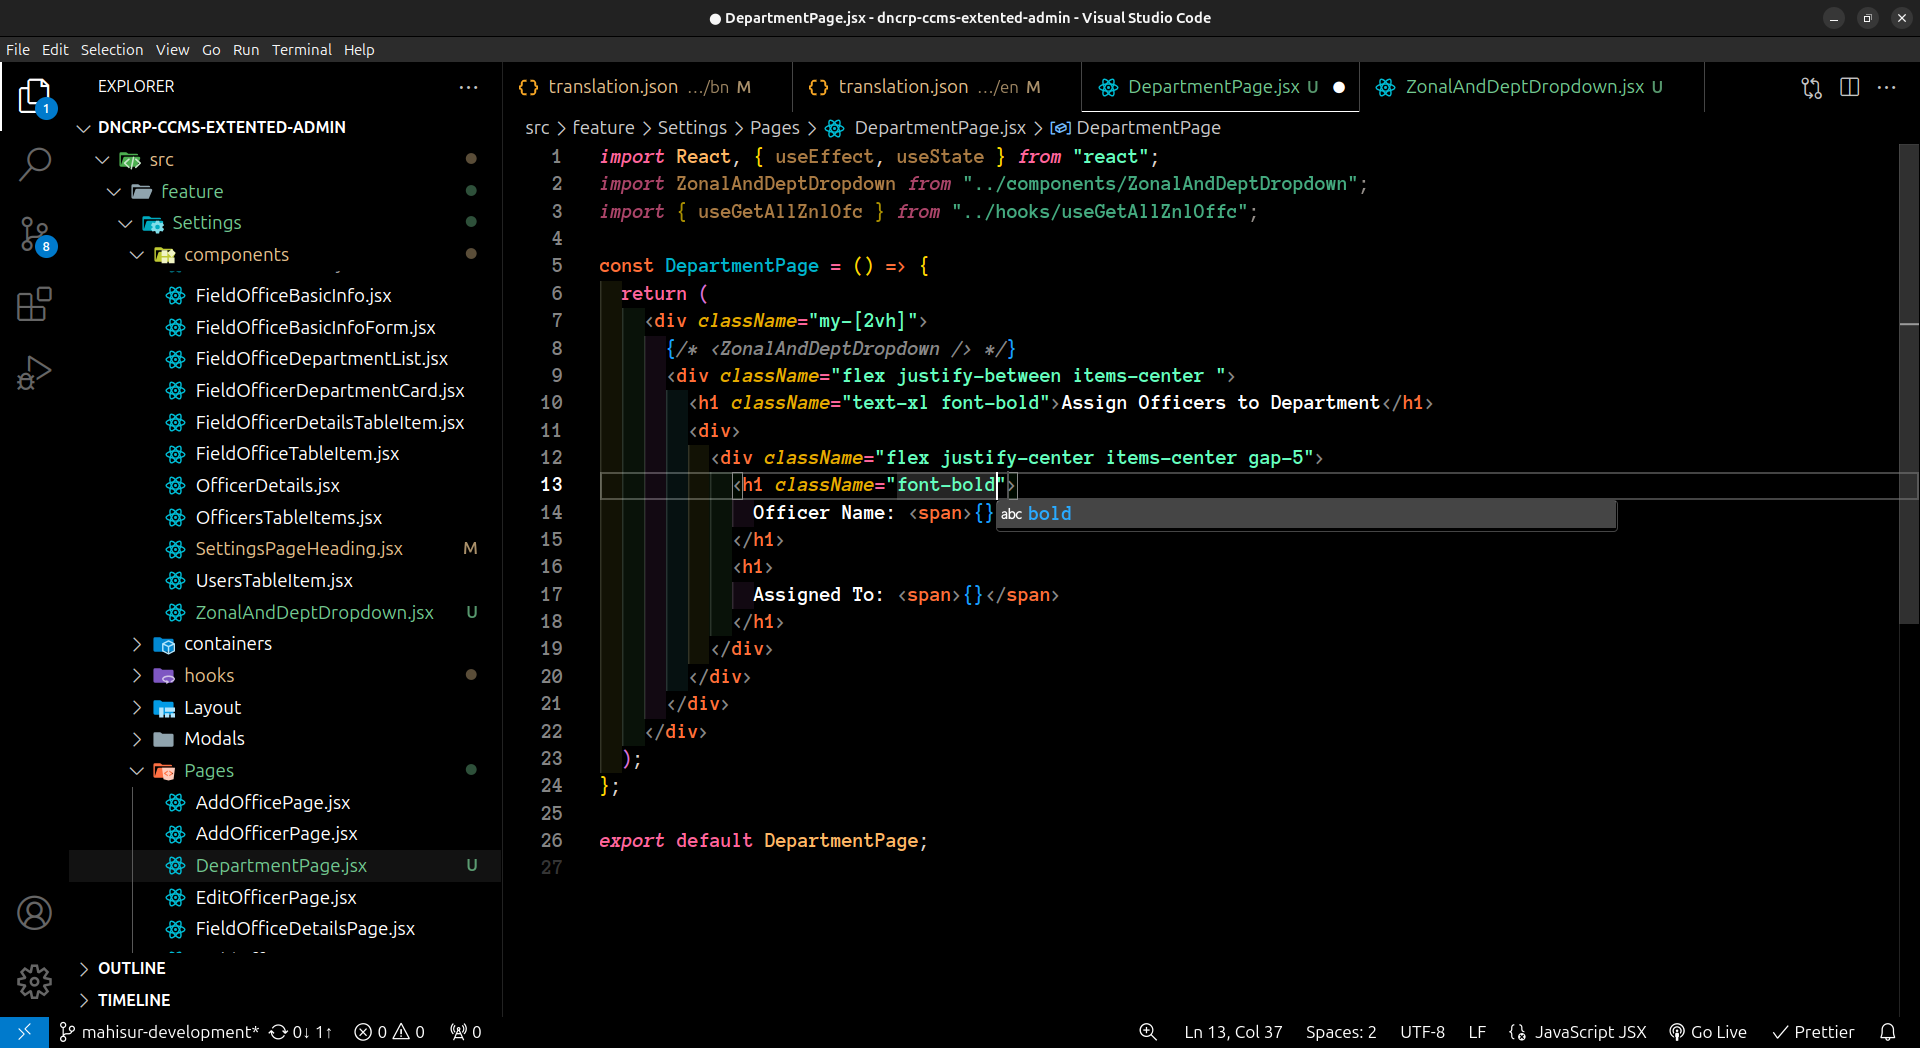 ● DepartmentPage.jsx - dncrp-ccms-extented-admin - Visual Studio Code
File Edit Selection View Go Run Terminal Help
EXPLORER ···
1
DNCRP-CCMS-EXTENTED-ADMIN
src
feature
Settings
components
FieldOfficeBasicInfo.jsx
FieldOfficeBasicInfoForm.jsx
FieldOfficeDepartmentList.jsx
FieldOfficerDepartmentCard.jsx
FieldOfficerDetailsTableItem.jsx
FieldOfficeTableItem.jsx
OfficerDetails.jsx
OfficersTableItems.jsx
SettingsPageHeading.jsx M
UsersTableItem.jsx
ZonalAndDeptDropdown.jsx U
containers
hooks
Layout
Modals
Pages
AddOfficePage.jsx
AddOfficerPage.jsx
DepartmentPage.jsx U
EditOfficerPage.jsx
FieldOfficeDetailsPage.jsx
OUTLINE
TIMELINE
8
{} translation.json .../bn M
{} translation.json .../en M
DepartmentPage.jsx U ●
ZonalAndDeptDropdown.jsx U
src > feature > Settings > Pages > DepartmentPage.jsx > DepartmentPage
1 import React, { useEffect, useState } from "react";
2 import ZonalAndDeptDropdown from "../components/ZonalAndDeptDropdown";
3 import { useGetAllZnlOfc } from "../hooks/useGetAllZnlOffc";
4
5 const DepartmentPage = () => {
6 return (
7 <div className="my-[2vh]">
8 {/* <ZonalAndDeptDropdown /> */}
9 <div className="flex justify-between items-center ">
10 <h1 className="text-xl font-bold">Assign Officers to Department</h1>
11 <div>
12 <div className="flex justify-center items-center gap-5">
13 <h1 className="font-bold">
14 Officer Name: <span>{}
abc bold
15 </h1>
16 <h1>
17 Assigned To: <span>{}</span>
18 </h1>
19 </div>
20 </div>
21 </div>
22 </div>
23 );
24 };
25
26 export default DepartmentPage;
27
mahisur-development* 0↓ 1↑ 0 0 0 Ln 13, Col 37 Spaces: 2 UTF-8 LF {} JavaScript JSX Go Live Prettier